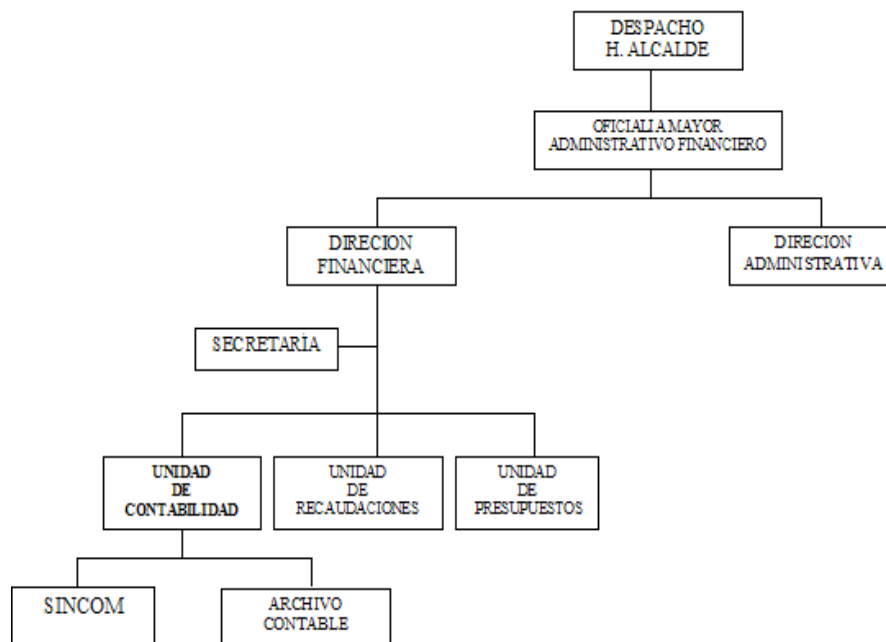 DESPACHO
H. ALCALDE
OFICIALIA MAYOR
ADMINISTRATIVO FINANCIERO
DIRECION
FINANCIERA
DIRECION
ADMINISTRATIVA
SECRETARÌA
UNIDAD
DE
CONTABILIDAD
UNIDAD
DE
RECAUDACIONES
UNIDAD
DE
PRESUPUESTOS
SINCOM
ARCHIVO
CONTABLE